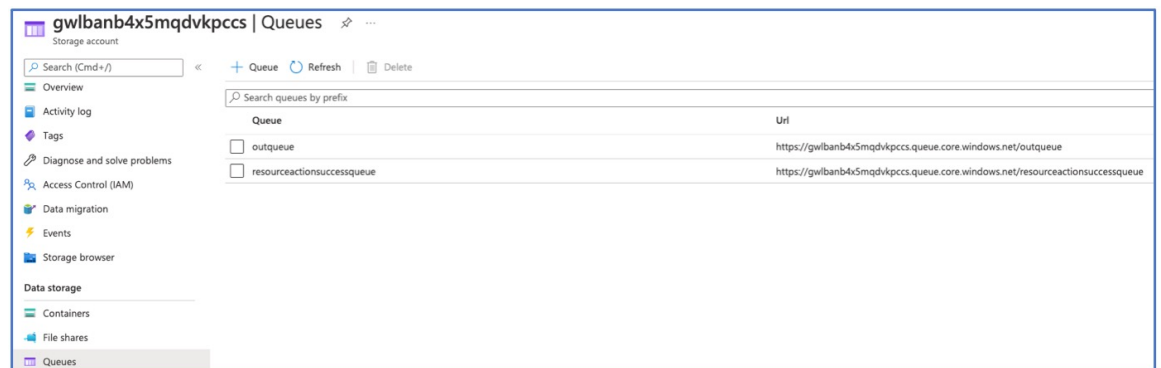 gwlbanb4x5mqdvkpccs | Queues
Storage account
Search (Cmd+/)
«
Queue Refresh Delete
Overview
Activity log
Tags
Diagnose and solve problems
Access Control (IAM)
Data migration
Events
Storage browser
Data storage
Containers
File shares
Queues
Search queues by prefix
Queue Url
outqueue https://gwlbanb4x5mqdvkpccs.queue.core.windows.net/outqueue
resourceactionsuccessqueue https://gwlbanb4x5mqdvkpccs.queue.core.windows.net/resourceactionsuccessqueue